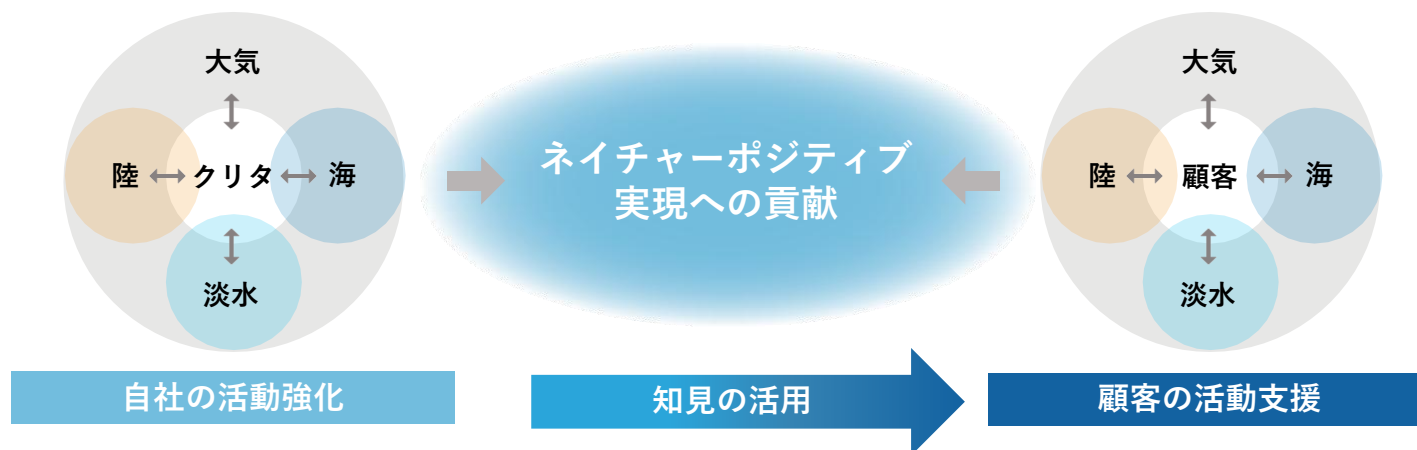 大気
陸
クリタ
海
淡水
自社の活動強化
ネイチャーポジティブ
実現への貢献
知見の活用
大気
陸
顧客
海
淡水
顧客の活動支援